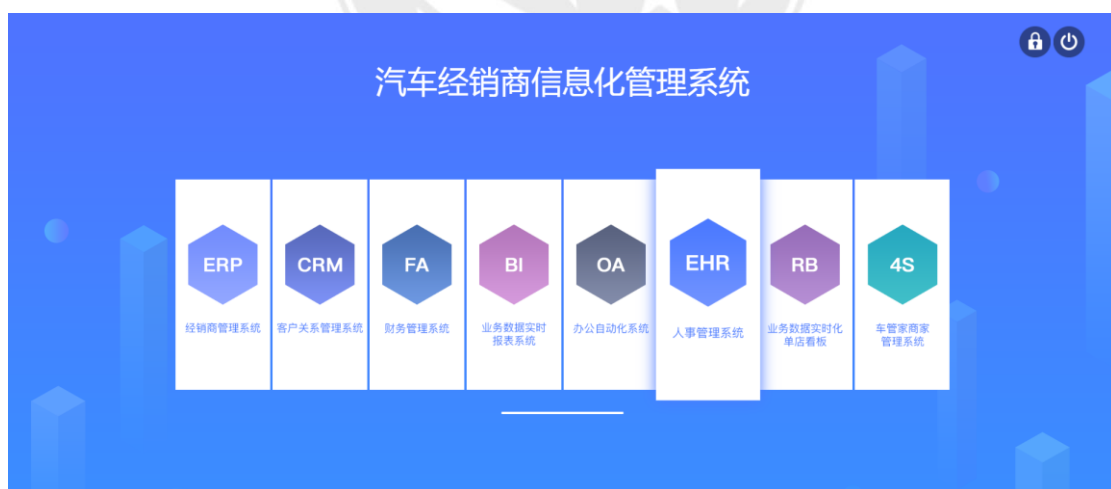 汽车经销商信息化管理系统
ERP
CRM
FA
BI
OA
EHR
RB
4S
经销商管理系统
客户关系管理系统
财务管理系统
业务数据实时
报表系统
办公自动化系统
人事管理系统
业务数据实时化
单店看板
车管家商家
管理系统